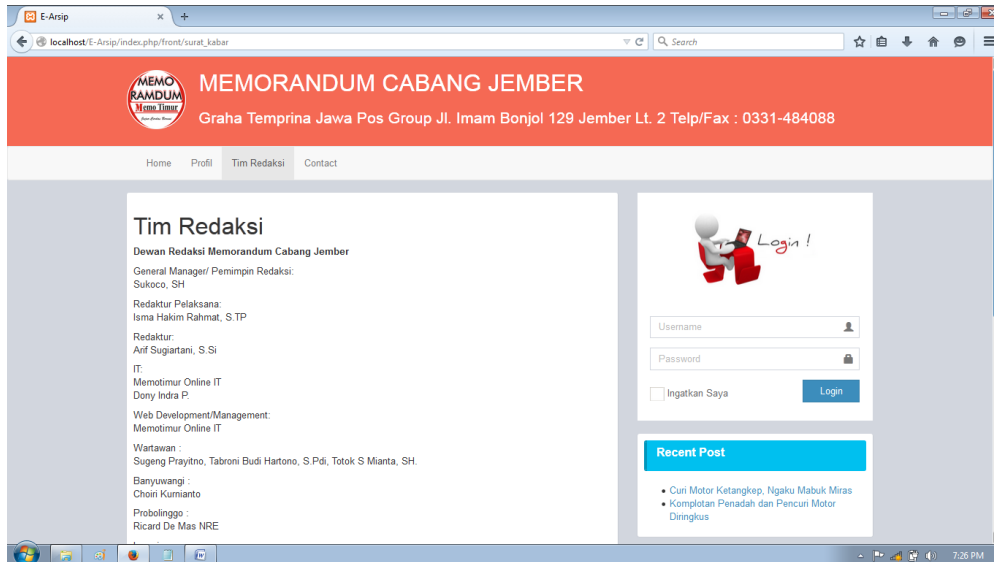 E-Arsip
localhost/E-Arsip/index.php/front/surat_kabar
Search
MEMO
RAMDUM
Memo Timur
MEMORANDUM CABANG JEMBER
Graha Temprina Jawa Pos Group Jl. Imam Bonjol 129 Jember Lt. 2 Telp/Fax : 0331-484088
Home Profil Tim Redaksi Contact
Tim Redaksi
Dewan Redaksi Memorandum Cabang Jember
General Manager/ Pemimpin Redaksi:
Sukoco, SH
Redaktur Pelaksana:
Isma Hakim Rahmat, S.TP
Redaktur:
Arif Sugiartani, S.Si
IT:
Memotimur Online IT
Dony Indra P.
Web Development/Management:
Memotimur Online IT
Wartawan :
Sugeng Prayitno, Tabroni Budi Hartono, S.Pdi, Totok S Mianta, SH.
Banyuwangi :
Choiri Kurnianto
Probolinggo :
Ricard De Mas NRE
Login !
Username
Password
Ingatkan Saya
Login
Recent Post
Curi Motor Ketangkep, Ngaku Mabuk Miras
Komplotan Penadah dan Pencuri Motor
Diringkus
7:26 PM